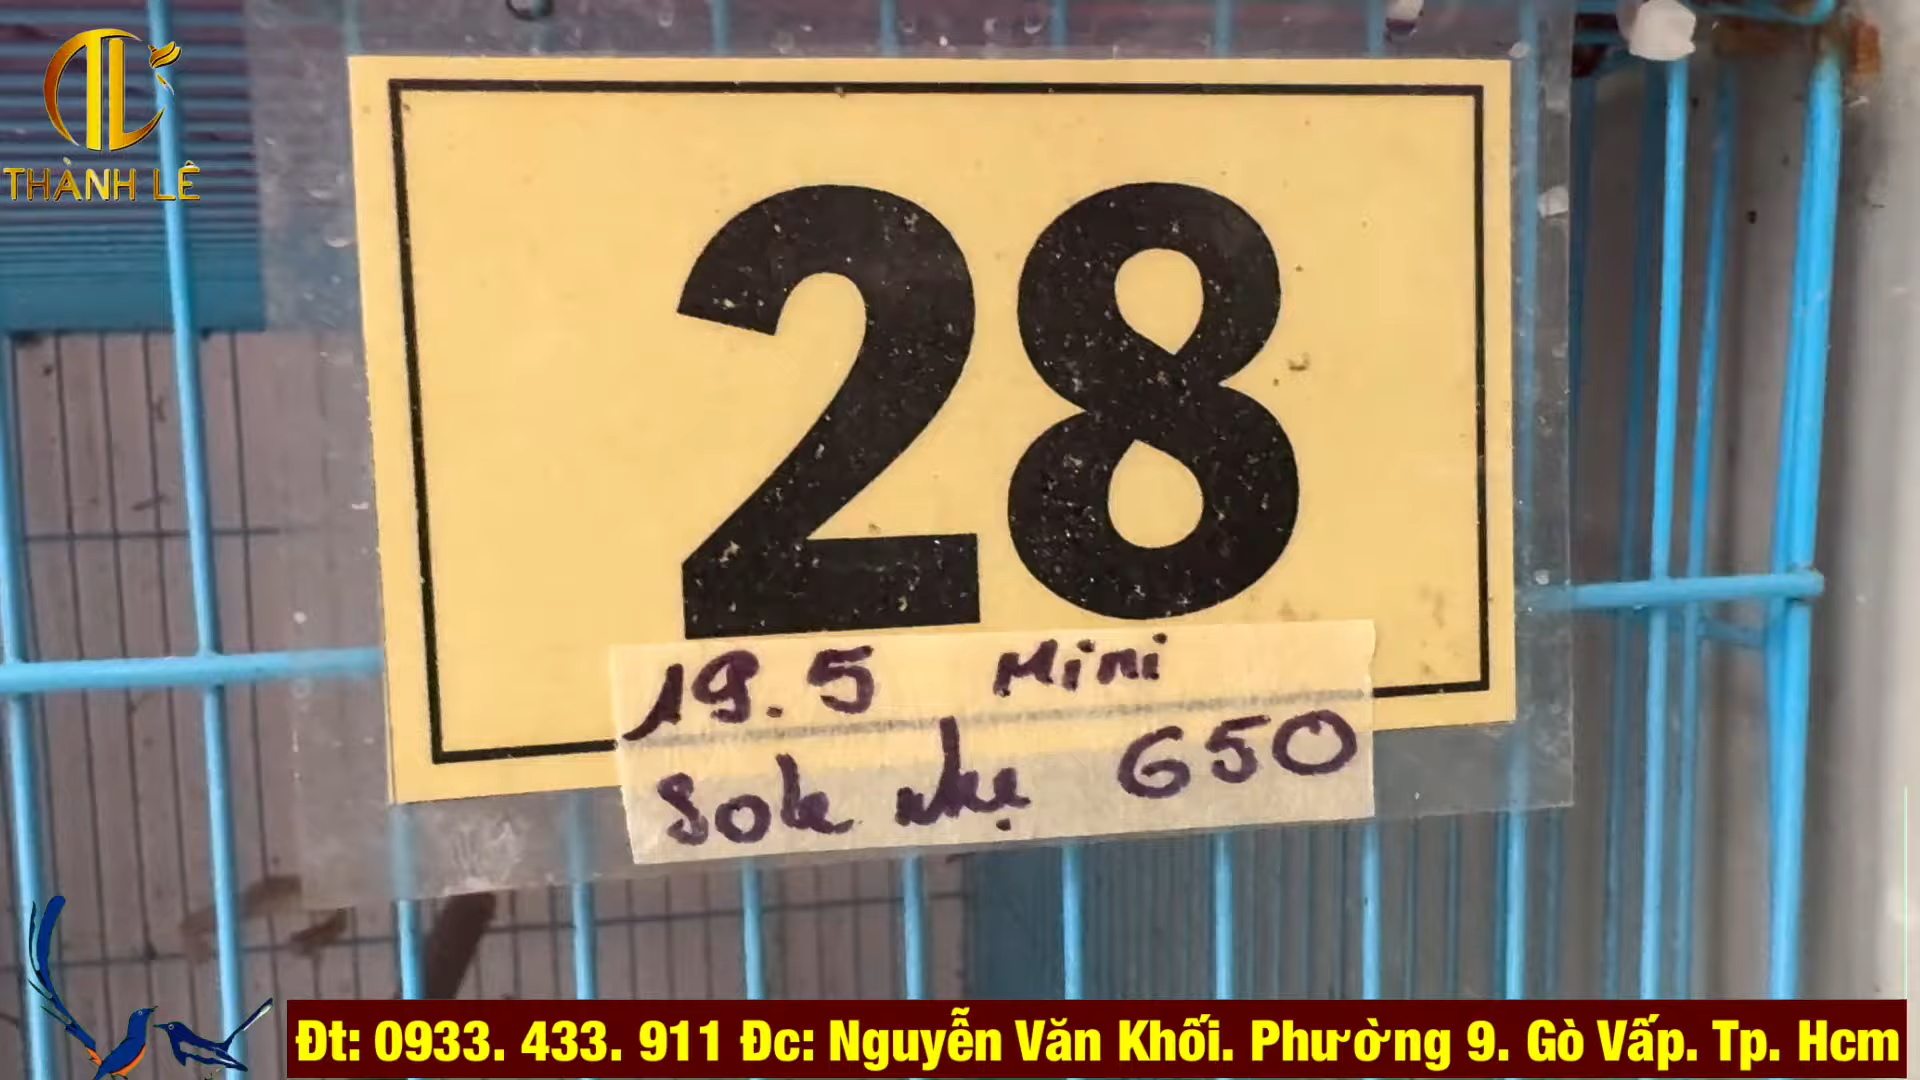 THÀNH LÊ
28
19.5 Mini
Sole nhẹ 650
Đt: 0933. 433. 911 Đc: Nguyễn Văn Khối. Phường 9. Gò Vấp. Tp. Hcm